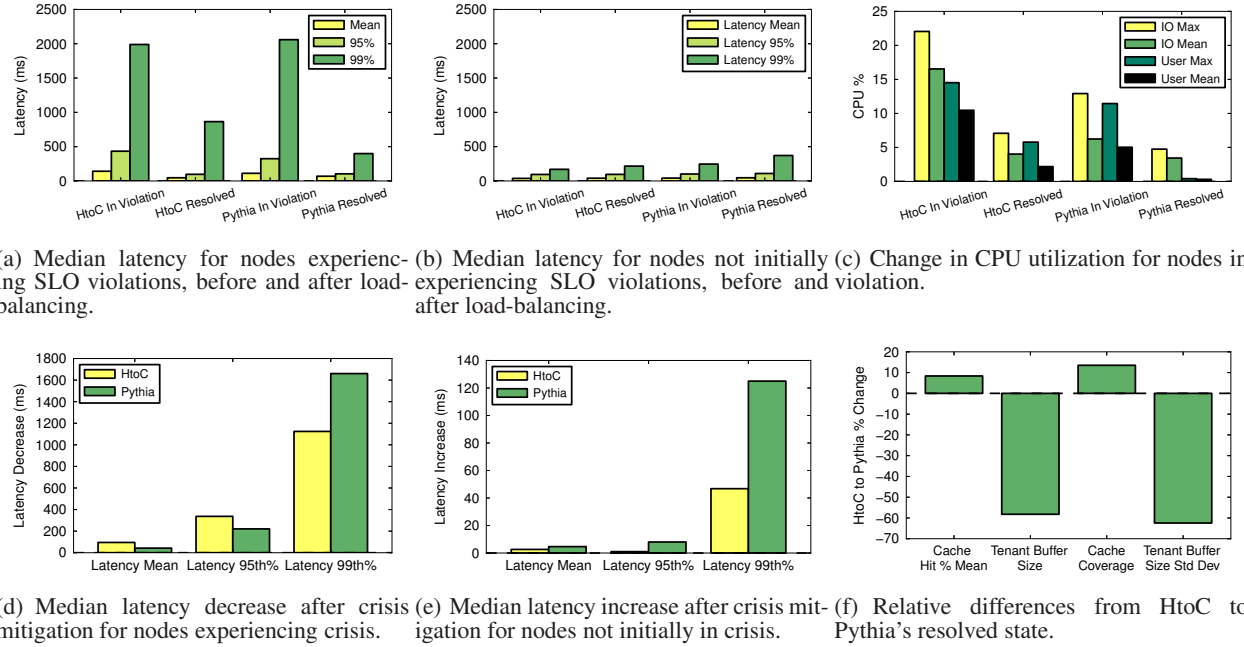 2500
2000
1500
1000
500
0
Latency (ms)
Mean
95%
99%
HtoC In Violation
HtoC Resolved
Pythia In Violation
Pythia Resolved
2500
2000
1500
1000
500
0
Latency (ms)
Latency Mean
Latency 95%
Latency 99%
HtoC In Violation
HtoC Resolved
Pythia In Violation
Pythia Resolved
25
20
15
10
5
0
CPU %
IO Max
IO Mean
User Max
User Mean
HtoC In Violation
HtoC Resolved
Pythia In Violation
Pythia Resolved
(a) Median latency for nodes experienc-
ing SLO violations, before and after load-
balancing.
(b) Median latency for nodes not initially
experiencing SLO violations, before and
after load-balancing.
(c) Change in CPU utilization for nodes in
violation.
1800
1600
1400
1200
1000
800
600
400
200
0
Latency Decrease (ms)
HtoC
Pythia
Latency Mean
Latency 95th%
Latency 99th%
140
120
100
80
60
40
20
0
Latency Increase (ms)
HtoC
Pythia
Latency Mean
Latency 95th%
Latency 99th%
20
10
0
−10
−20
−30
−40
−50
−60
−70
HtoC to Pythia % Change
Cache
Hit % Mean
Tenant Buffer
Size
Cache
Coverage
Tenant Buffer
Size Std Dev
(d) Median latency decrease after crisis
mitigation for nodes experiencing crisis.
(e) Median latency increase after crisis mit-
igation for nodes not initially in crisis.
(f) Relative differences from HtoC to
Pythia's resolved state.